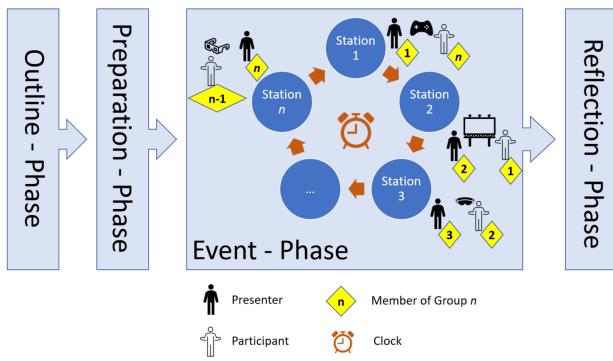 Outline - Phase
Preparation - Phase
Station
1
1
n
Station
2
2
1
Station
3
3
2
...
Station
n
n
n-1
Event - Phase
Reflection - Phase
Presenter
n
Member of Group n
Participant
Clock